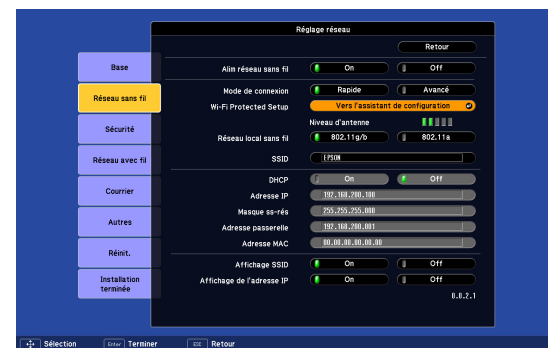 Réglage réseau
Retour
Base
Alim réseau sans fil On Off
Réseau sans fil
Mode de connexion Rapide Avancé
Wi-Fi Protected Setup Vers l'assistant de configuration
Niveau d'antenne
Sécurité
Réseau local sans fil 802.11g/b 802.11a
Réseau avec fil
SSID EPSON
DHCP On Off
Courrier
Adresse IP 192.168.200.100
Masque ss-rés 255.255.255.000
Autres
Adresse passerelle 192.168.200.001
Adresse MAC 00.00.00.00.00.00
Réinit.
Affichage SSID On Off
Installation terminée
Affichage de l'adresse IP On Off
0.0.2.1
Sélection Enter Terminer ESC Retour